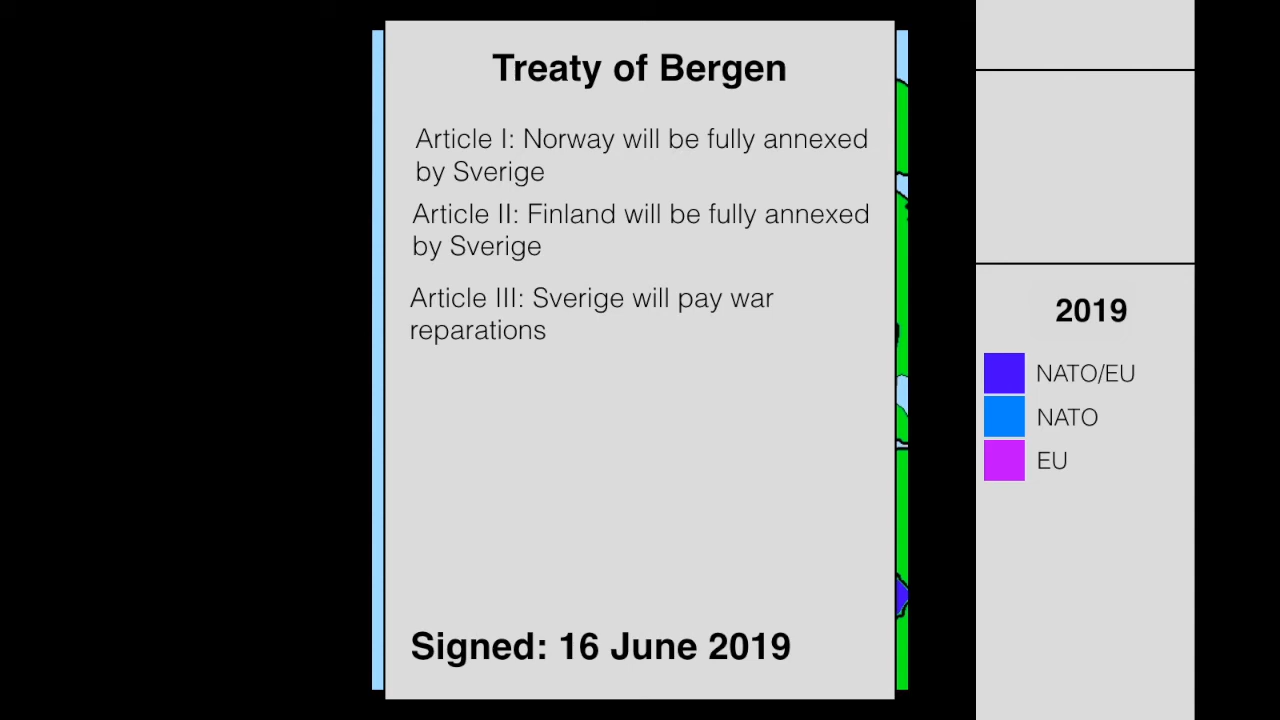 Treaty of Bergen
Article I: Norway will be fully annexed
by Sverige
Article II: Finland will be fully annexed
by Sverige
Article III: Sverige will pay war
reparations
Signed: 16 June 2019
2019
NATO/EU
NATO
EU